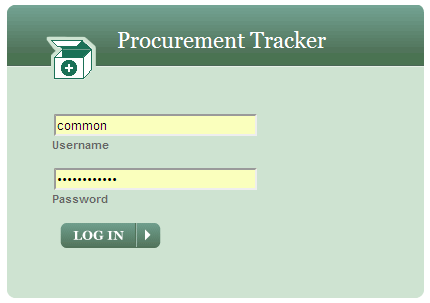 Procurement Tracker
common
Username
••••••••••••
Password
LOG IN